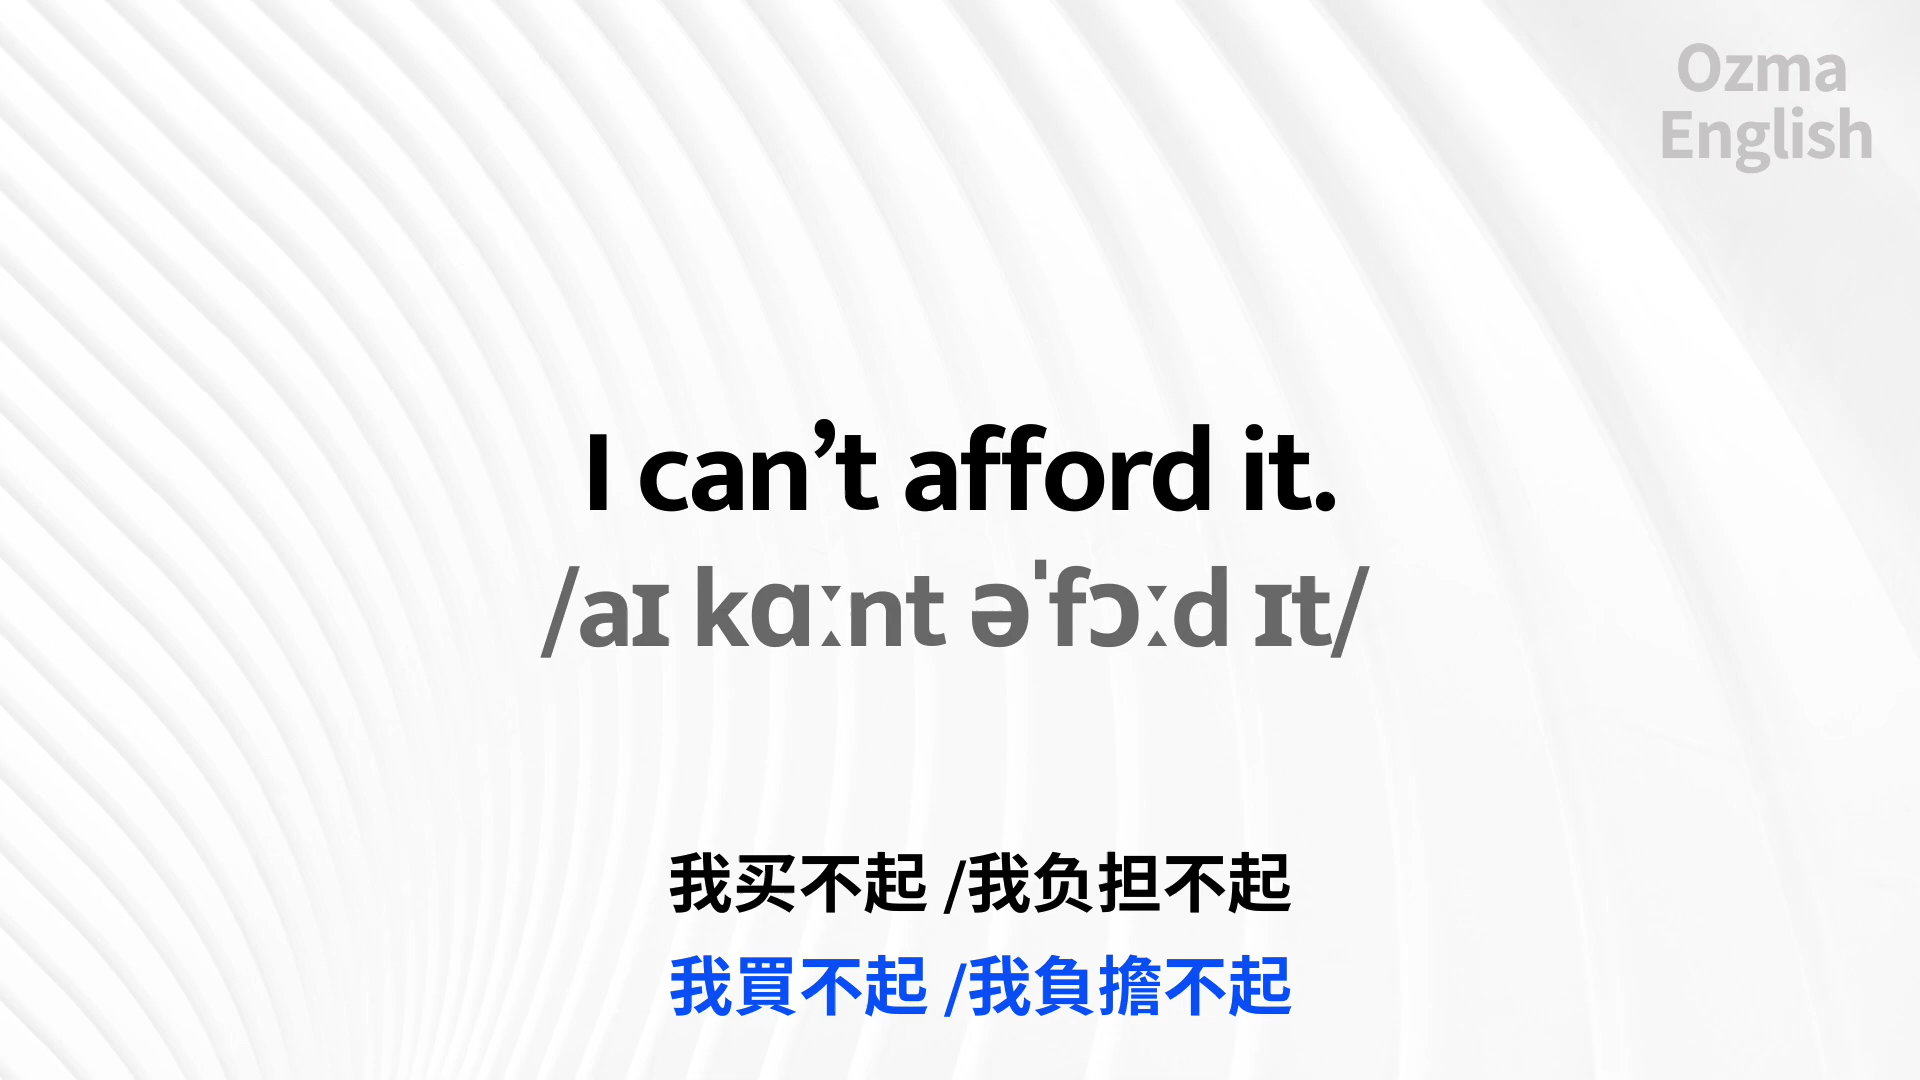 Ozma
English
I can’t afford it.
/aɪ kɑːnt əˈfɔːd ɪt/
我买不起 /我负担不起
我買不起 /我負擔不起